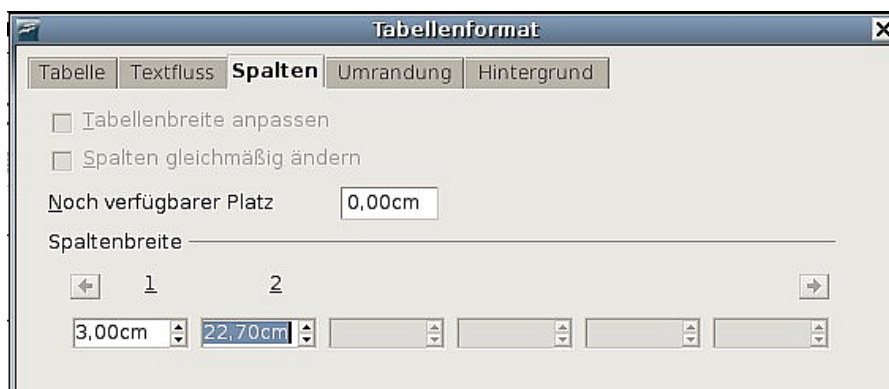 Tabellenformat
Tabelle Textfluss Spalten Umrandung Hintergrund
Tabellenbreite anpassen
Spalten gleichmäßig ändern
Noch verfügbarer Platz 0,00cm
Spaltenbreite
1 2
3,00cm 22,70cm